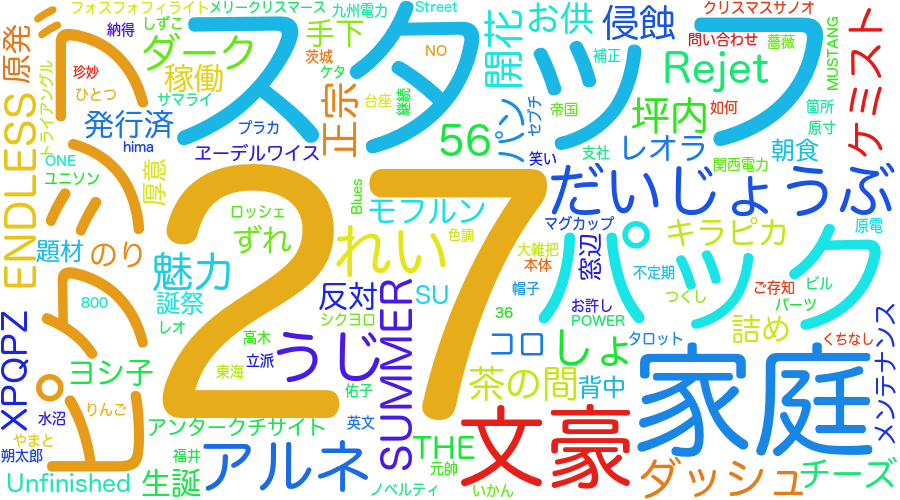 フォスフォフィライト
メリークリスマース
九州電力
Street
クリスマスサノオ
しずこ
納得
手下
お供
侵蝕
原発
ダーク
スタッフ
茨城
NO
開花
問い合わせ
薔薇
MUSTANG
ケミスト
珍妙
稼働
ケタ
補正
Rejet
ひとつ
サマライ
正宗
台座
継続
パン
セブチ
帝国
箇所
トライアングル
ENDLESS
ピンクダイヤ
発行済
プラカ
56
坪内
如何
原寸
ONE
hima
ヱーデルワイス
笑い
支社
レオラ
朝食
ユニソン
厚意
27
Blues
だいじょうぶ
関西電力
ロッシェ
モフルン
題材
のり
ずれ
れい
色調
マグカップ
キラピカ
原電
魅力
大雑把
本体
窓辺
パック
不定期
ご存知
ビル
800
誕祭
反対
SU
帽子
つくし
パーツ
XPQPZ
レオ
シクヨロ
SUMMER
36
お許し
POWER
詰め
高木
立派
うじ
コロ
しょ
タロット
くちなし
メンテナンス
ヨシ子
東海
佑子
茶の間
背中
家庭
りんご
水沼
アンタークチサイト
英文
文豪
やまと
朔太郎
福井
アルネ
THE
元帥
ダッシュ
チーズ
Unfinished
生誕
ノベルティ
いかん